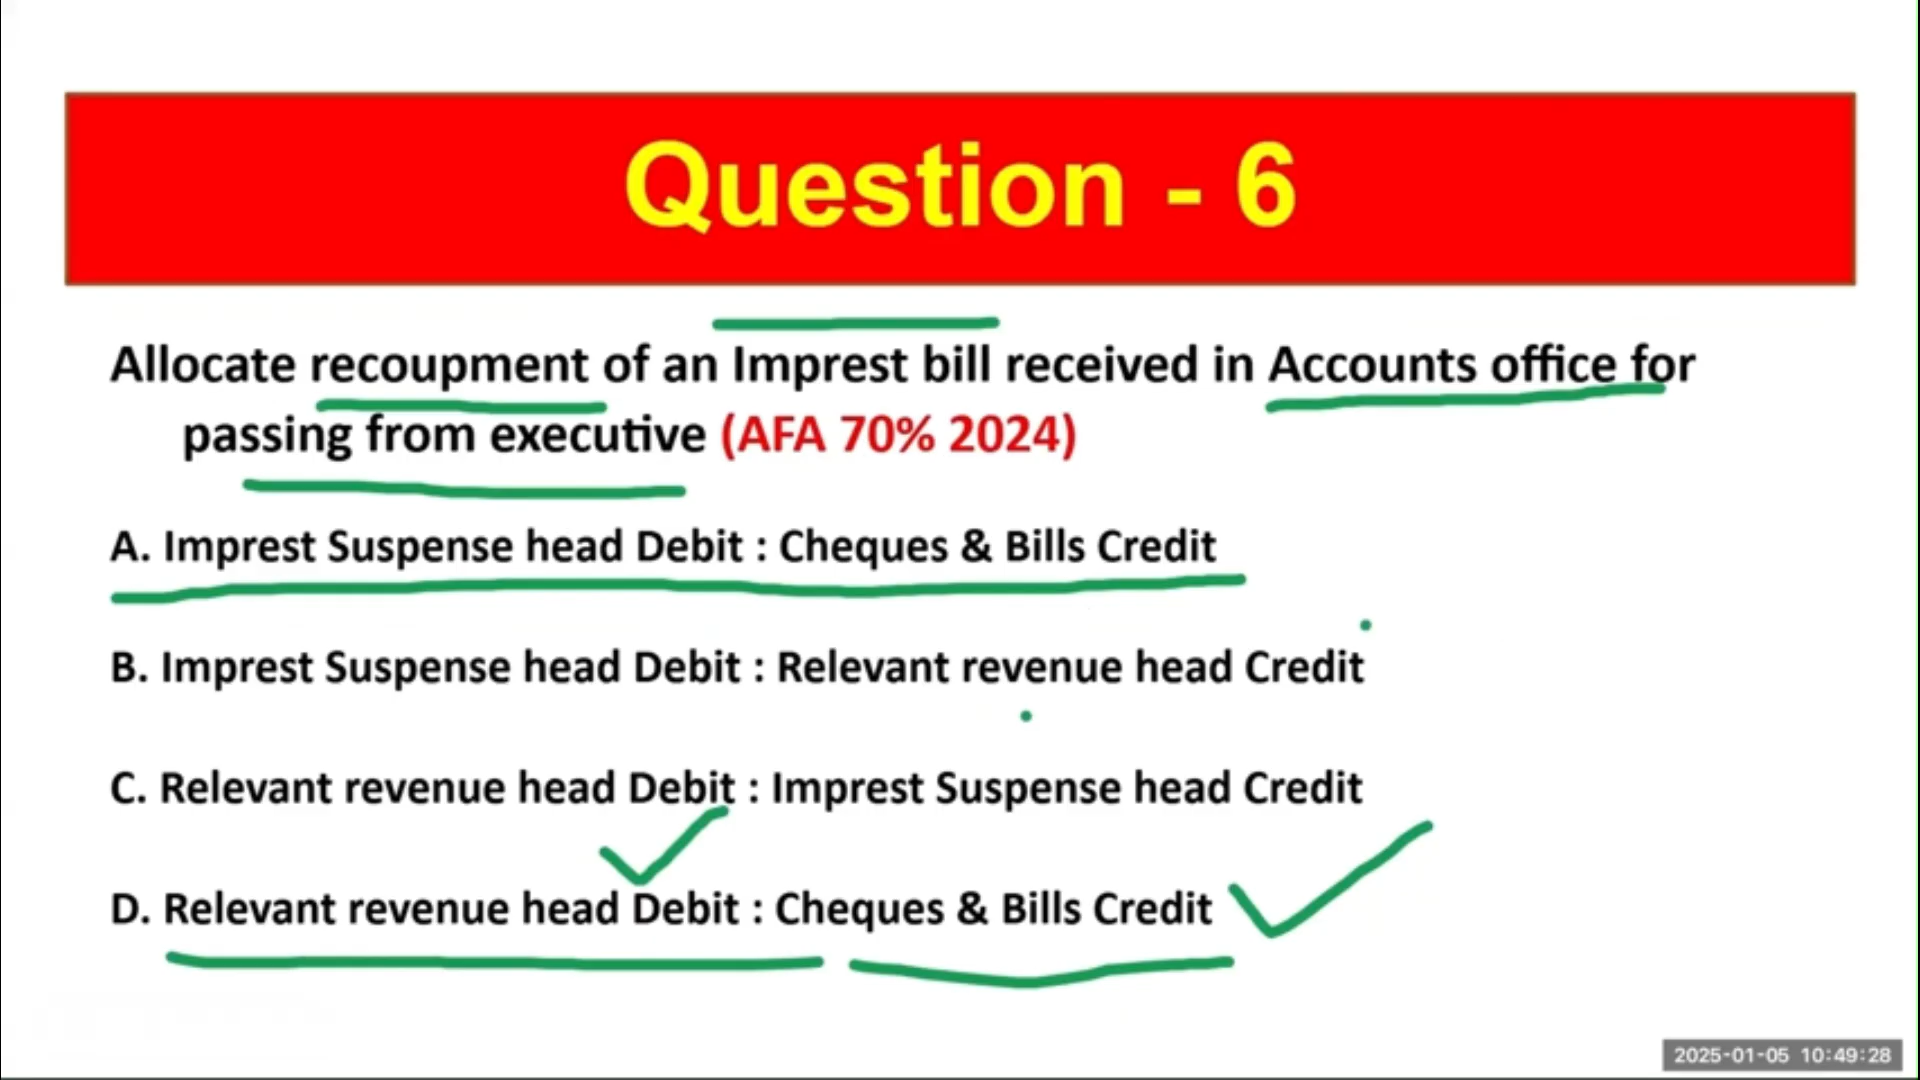 Question - 6
Allocate recoupment of an Imprest bill received in Accounts office for
passing from executive (AFA 70% 2024)
A. Imprest Suspense head Debit : Cheques & Bills Credit
B. Imprest Suspense head Debit : Relevant revenue head Credit
C. Relevant revenue head Debit : Imprest Suspense head Credit
D. Relevant revenue head Debit : Cheques & Bills Credit
2025-01-05 10:49:28